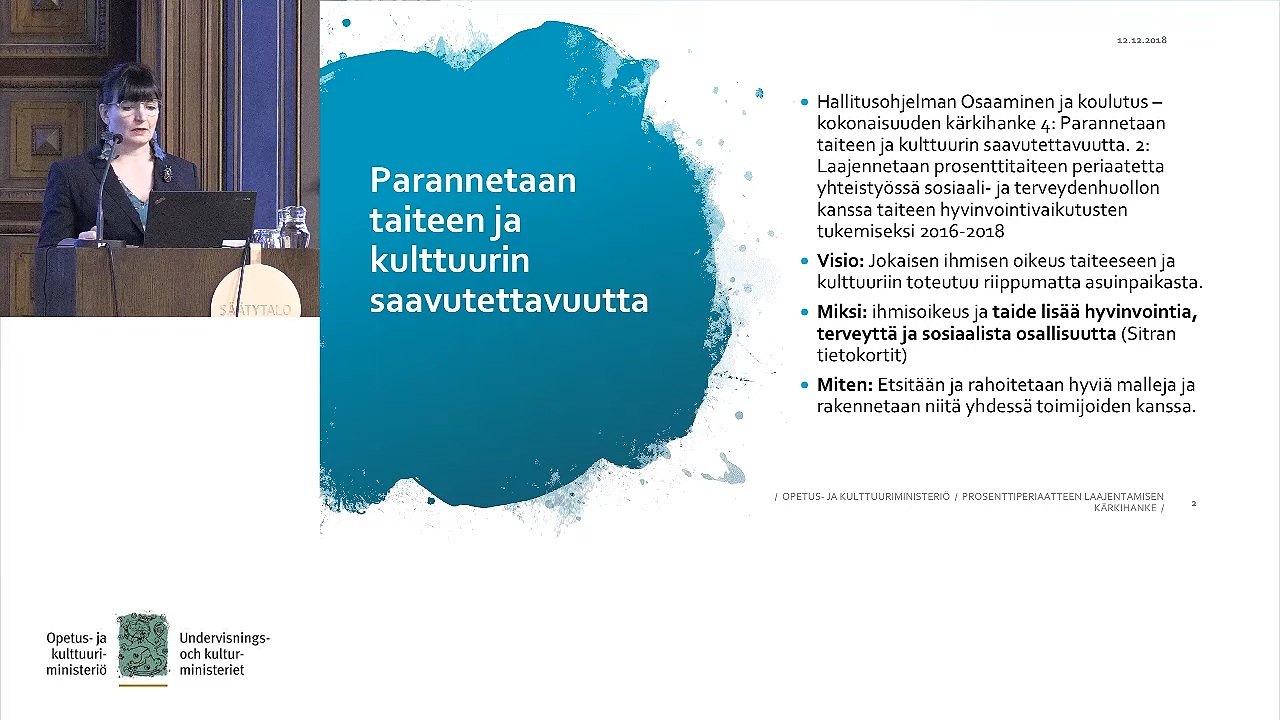 12.12.2018
Parannetaan
taiteen ja
kulttuurin
saavutettavuutta
• Hallitusohjelman Osaaminen ja koulutus –
kokonaisuuden kärkihanke 4: Parannetaan
taiteen ja kulttuurin saavutettavuutta. 2:
Laajennetaan prosenttitaiteen periaatetta
yhteistyössä sosiaali- ja terveydenhuollon
kanssa taiteen hyvinvointivaikutusten
tukemiseksi 2016-2018
• Visio: Jokaisen ihmisen oikeus taiteeseen ja
kulttuuriin toteutuu riippumatta asuinpaikasta.
• Miksi: ihmisoikeus ja taide lisää hyvinvointia,
terveyttä ja sosiaalista osallisuutta (Sitran
tietokortit)
• Miten: Etsitään ja rahoitetaan hyviä malleja ja
rakennetaan niitä yhdessä toimijoiden kanssa.
/ OPETUS- JA KULTTUURIMINISTERIÖ / PROSENTTIPERIAATTEEN LAAJENTAMISEN
KÄRKIHANKE /
2
SÄÄTYTALO
Opetus- ja
kulttuuri-
ministeriö
Undervisnings-
och kultur-
ministeriet